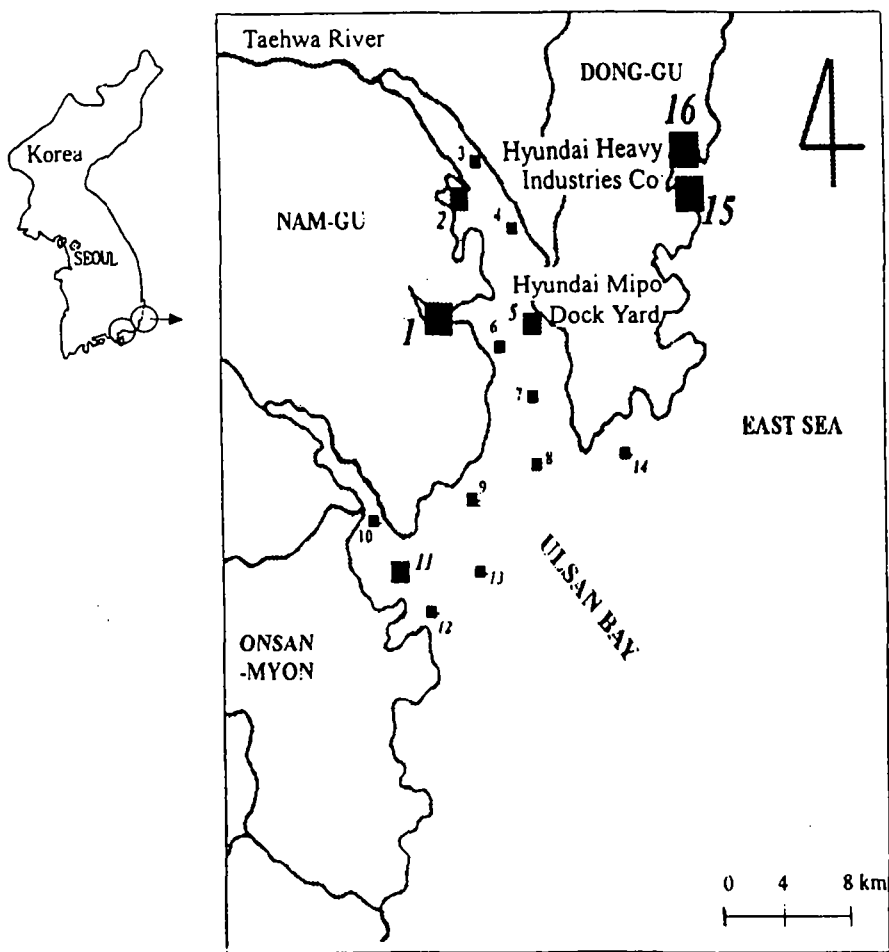 Korea
SEOUL
Taehwa River
DONG-GU
16
Hyundai Heavy
Industries Co
15
3
2
4
NAM-GU
Hyundai Mipo
Dock Yard
1
5
6
7
EAST SEA
8
14
9
10
11
13
12
ULSAN BAY
ONSAN
-MYON
0 4 8 km